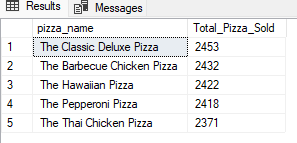 Results Messages
pizza_name Total_Pizza_Sold
1 The Classic Deluxe Pizza 2453
2 The Barbecue Chicken Pizza 2432
3 The Hawaiian Pizza 2422
4 The Pepperoni Pizza 2418
5 The Thai Chicken Pizza 2371